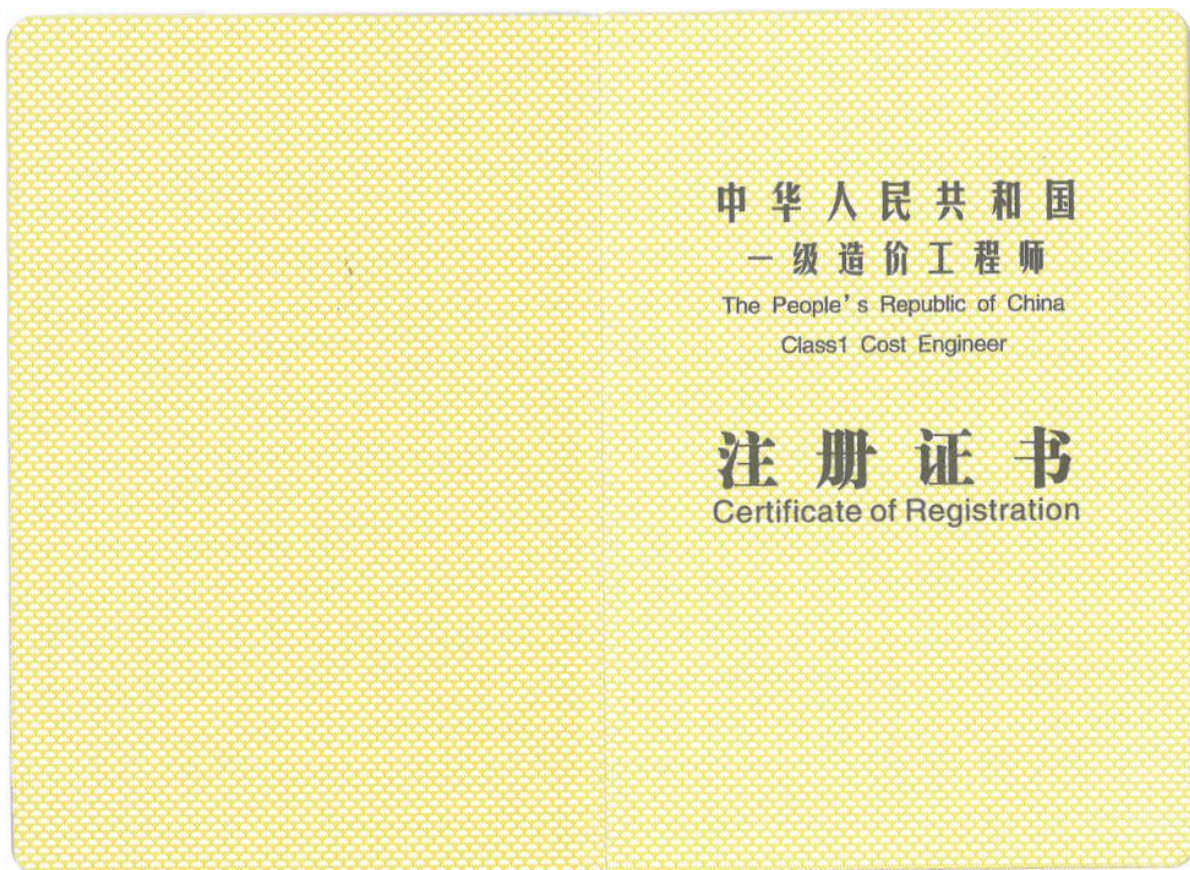 中华人民共和国
一级造价工程师
The People's Republic of China
Class1 Cost Engineer
注册证书
Certificate of Registration